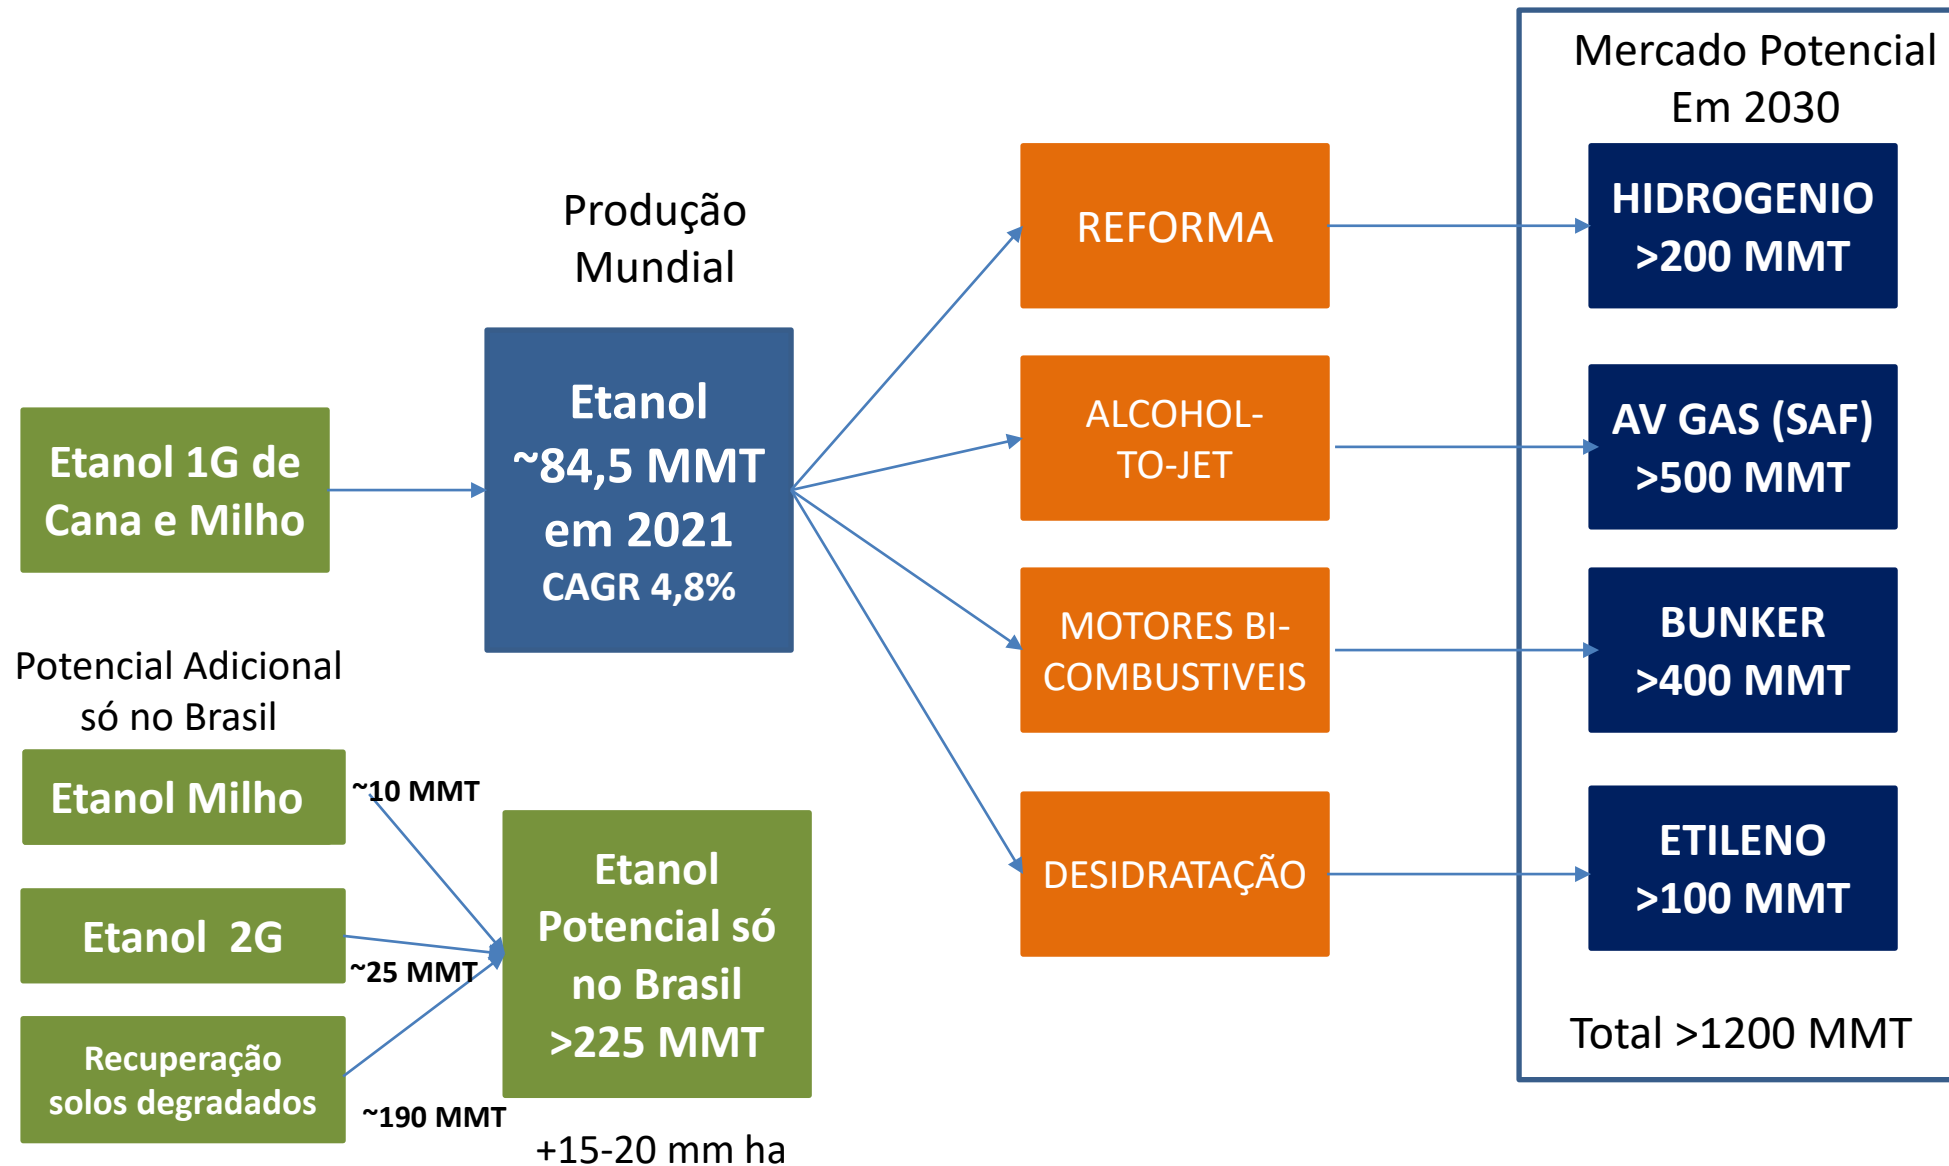 Etanol 1G de
Cana e Milho
Produção
Mundial
Etanol
~84,5 MMT
em 2021
CAGR 4,8%
Potencial Adicional
só no Brasil
Etanol Milho
~10 MMT
Etanol 2G
~25 MMT
Recuperação
solos degradados
~190 MMT
Etanol
Potencial só
no Brasil
>225 MMT
+15-20 mm ha
REFORMA
ALCOHOL-
TO-JET
MOTORES BI-
COMBUSTIVEIS
DESIDRATAÇÃO
Mercado Potencial
Em 2030
HIDROGENIO
>200 MMT
AV GAS (SAF)
>500 MMT
BUNKER
>400 MMT
ETILENO
>100 MMT
Total >1200 MMT